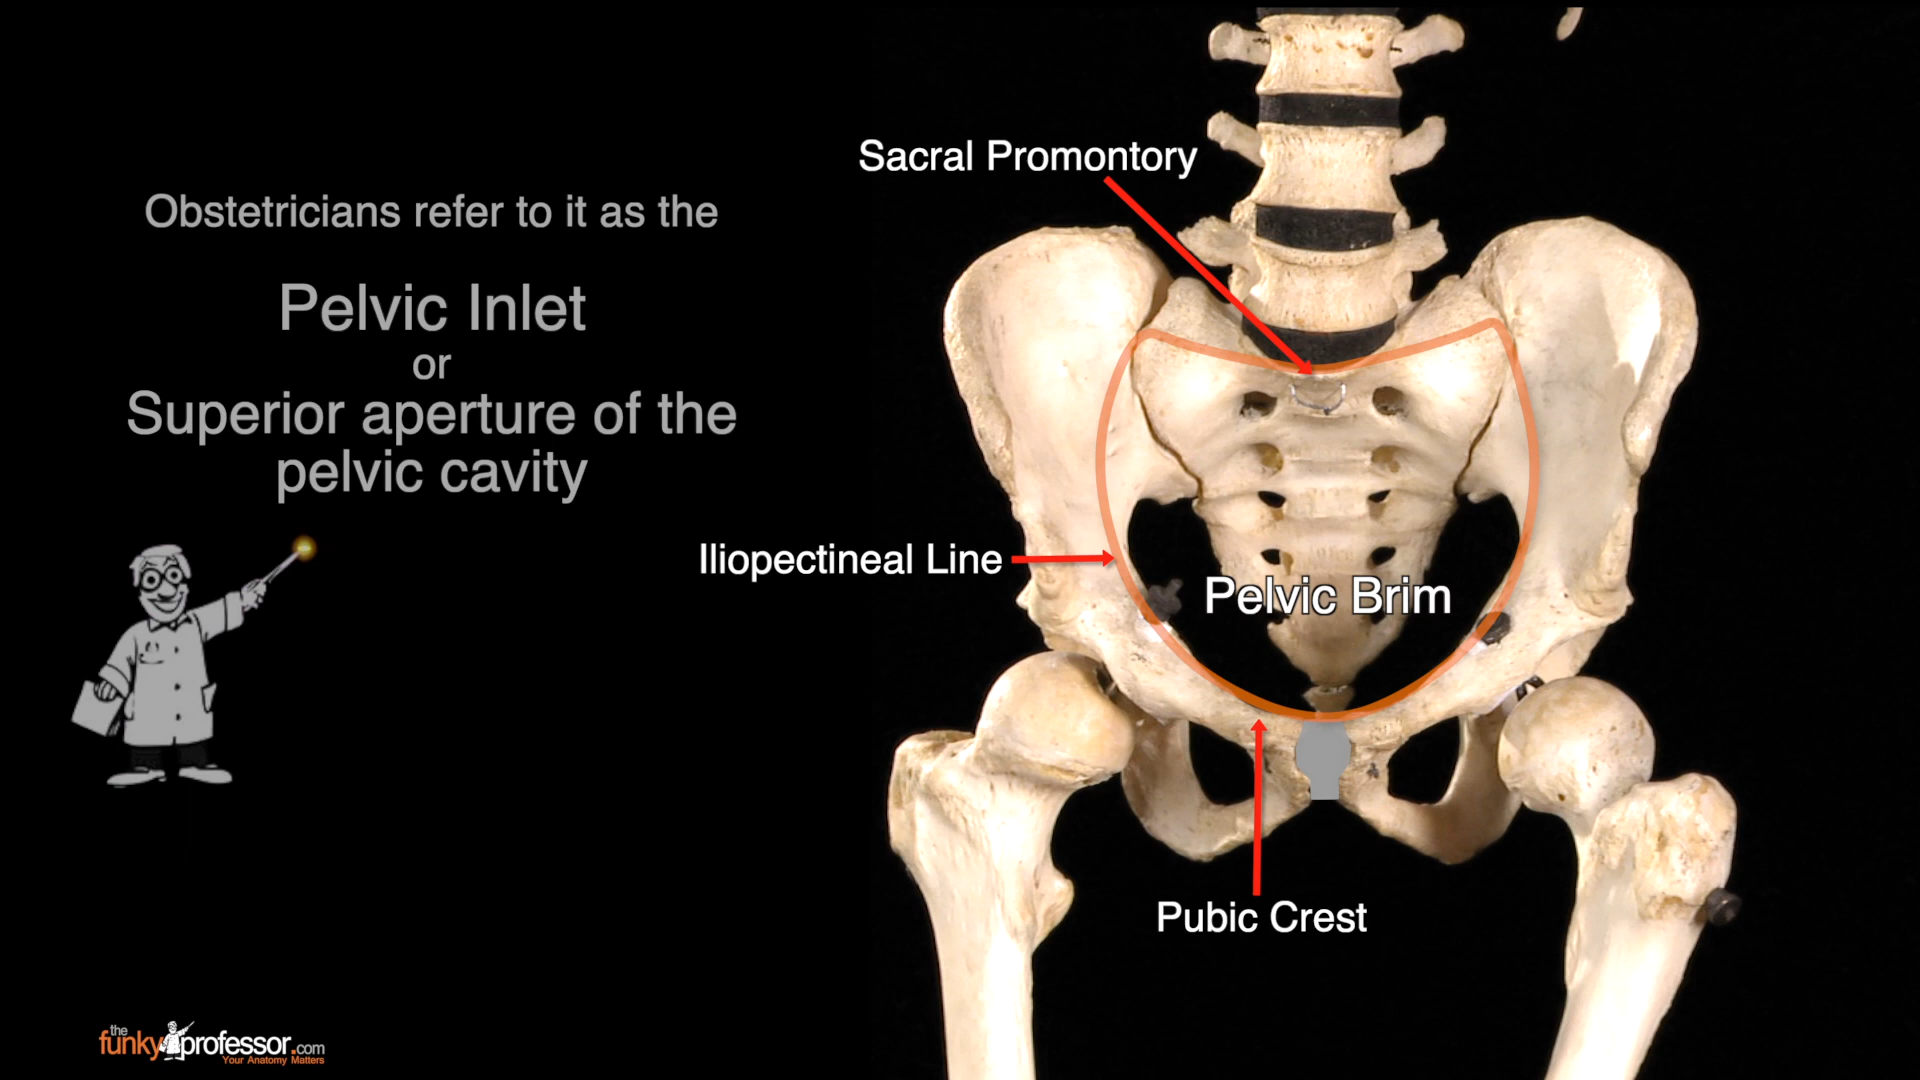 Obstetricians refer to it as the
Pelvic Inlet
or
Superior aperture of the
pelvic cavity
Sacral Promontory
Iliopectineal Line
Pelvic Brim
Pubic Crest
the
funky professor.com
Your Anatomy Matters